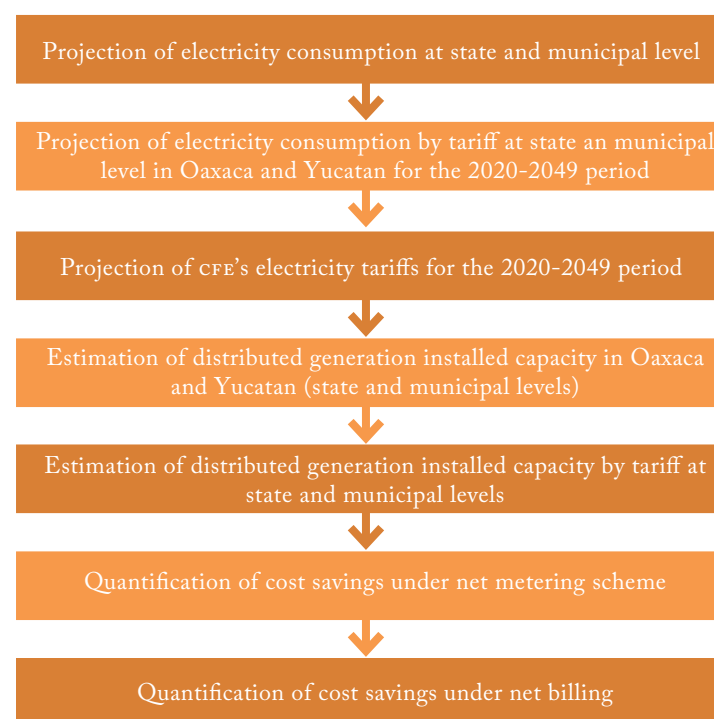 Projection of electricity consumption at state and municipal level
Projection of electricity consumption by tariff at state an municipal
level in Oaxaca and Yucatan for the 2020-2049 period
Projection of CFE's electricity tariffs for the 2020-2049 period
Estimation of distributed generation installed capacity in Oaxaca
and Yucatan (state and municipal levels)
Estimation of distributed generation installed capacity by tariff at
state and municipal levels
Quantification of cost savings under net metering scheme
Quantification of cost savings under net billing